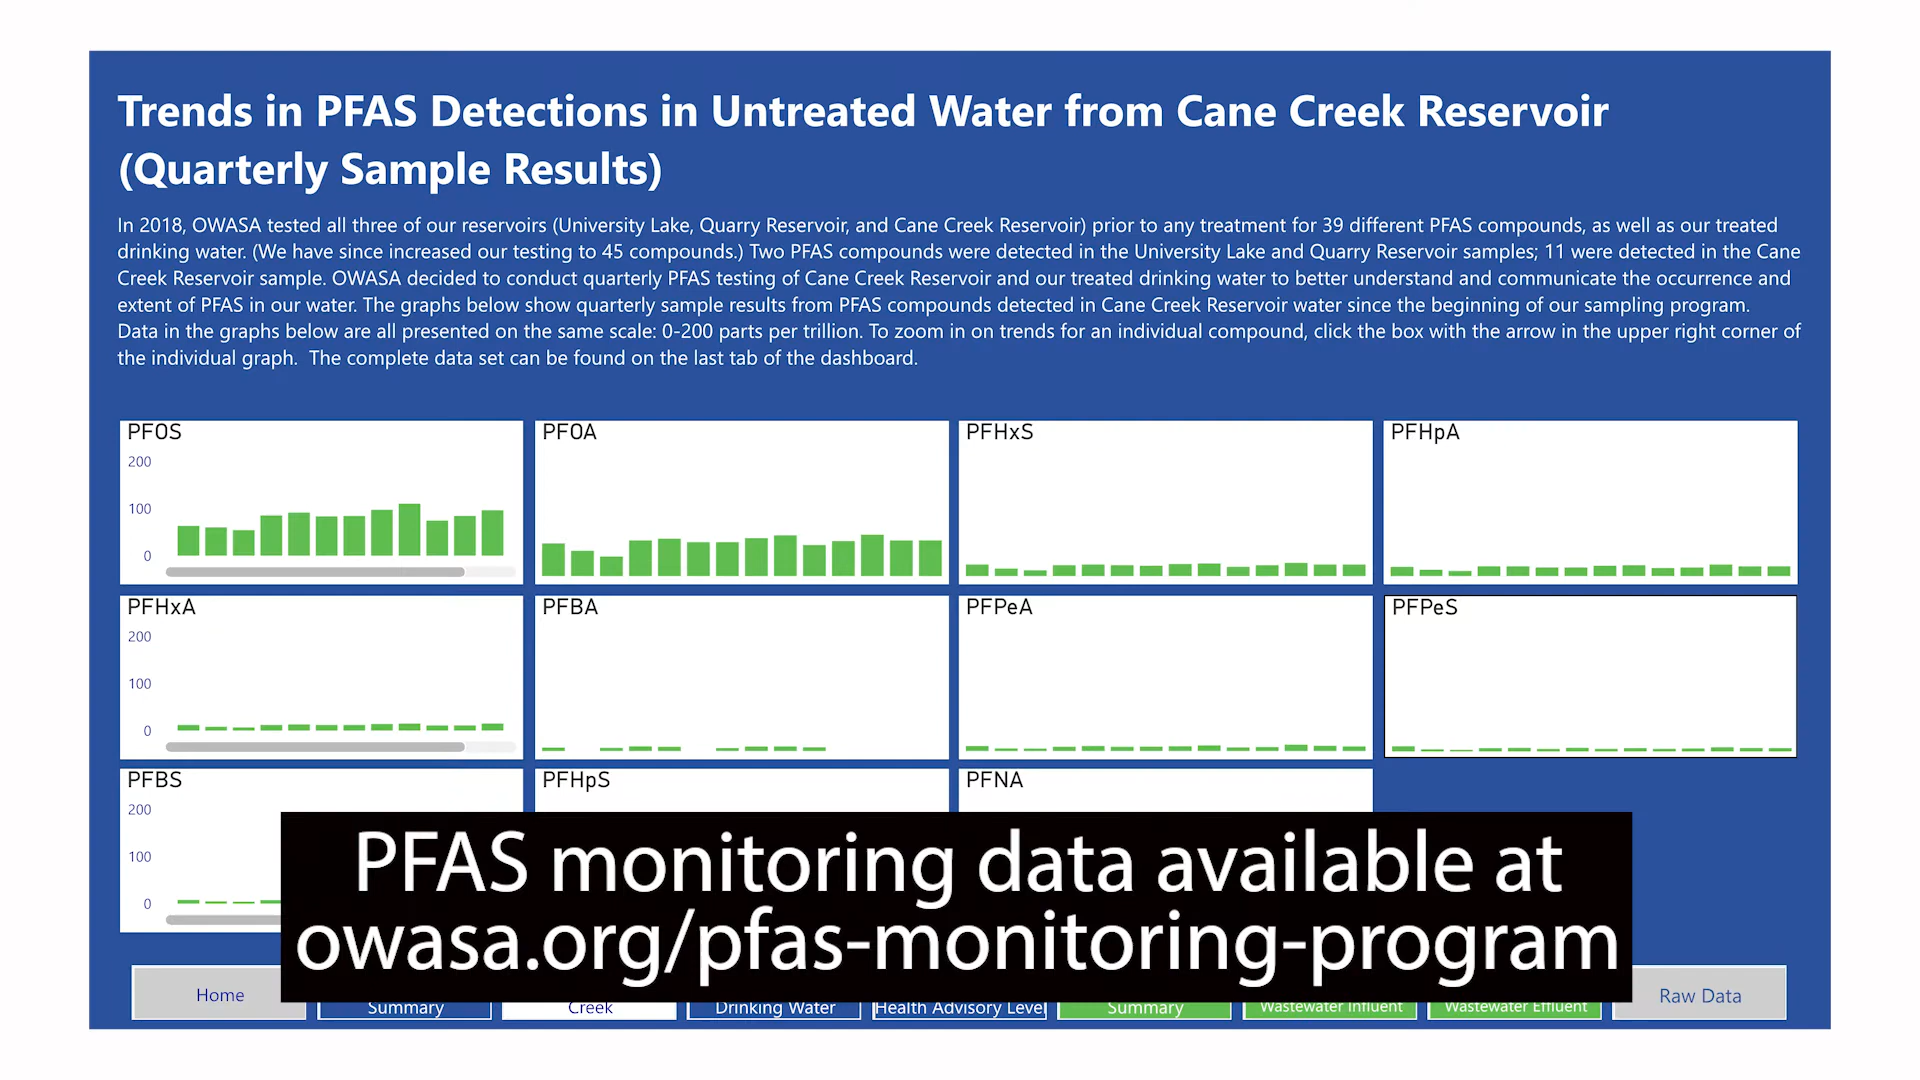 Trends in PFAS Detections in Untreated Water from Cane Creek Reservoir
(Quarterly Sample Results)
In 2018, OWASA tested all three of our reservoirs (University Lake, Quarry Reservoir, and Cane Creek Reservoir) prior to any treatment for 39 different PFAS compounds, as well as our treated
drinking water. (We have since increased our testing to 45 compounds.) Two PFAS compounds were detected in the University Lake and Quarry Reservoir samples; 11 were detected in the Cane
Creek Reservoir sample. OWASA decided to conduct quarterly PFAS testing of Cane Creek Reservoir and our treated drinking water to better understand and communicate the occurrence and
extent of PFAS in our water. The graphs below show quarterly sample results from PFAS compounds detected in Cane Creek Reservoir water since the beginning of our sampling program.
Data in the graphs below are all presented on the same scale: 0-200 parts per trillion. To zoom in on trends for an individual compound, click the box with the arrow in the upper right corner of
the individual graph. The complete data set can be found on the last tab of the dashboard.
PFOS
200
100
0
PFOA
PFHxS
PFHpA
PFHxA
200
100
0
PFBA
PFPeA
PFPeS
PFBS
200
100
0
PFHpS
PFNA
PFAS monitoring data available at
owasa.org/pfas-monitoring-program
Home
Summary
Creek
Drinking Water
Health Advisory Level
Summary
Wastewater Influent
Wastewater Effluent
Raw Data